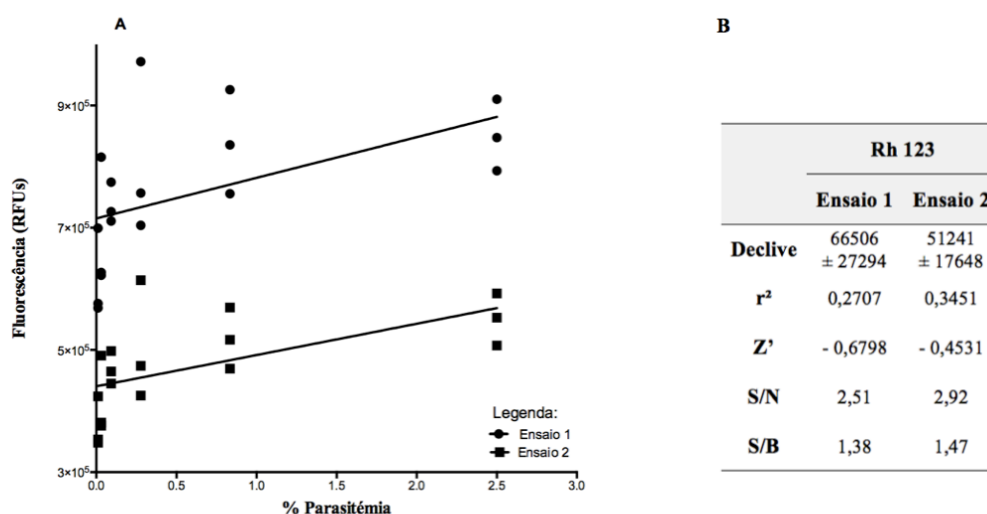 A
B
9×10⁵
7×10⁵
5×10⁵
3×10⁵
Fluorescência (RFUs)
0.0 0.5 1.0 1.5 2.0 2.5 3.0
% Parasitémia
Legenda:
Ensaio 1
Ensaio 2
Rh 123
Ensaio 1 Ensaio 2
Declive 66506 ± 27294 51241 ± 17648
r² 0,2707 0,3451
Z’ - 0,6798 - 0,4531
S/N 2,51 2,92
S/B 1,38 1,47